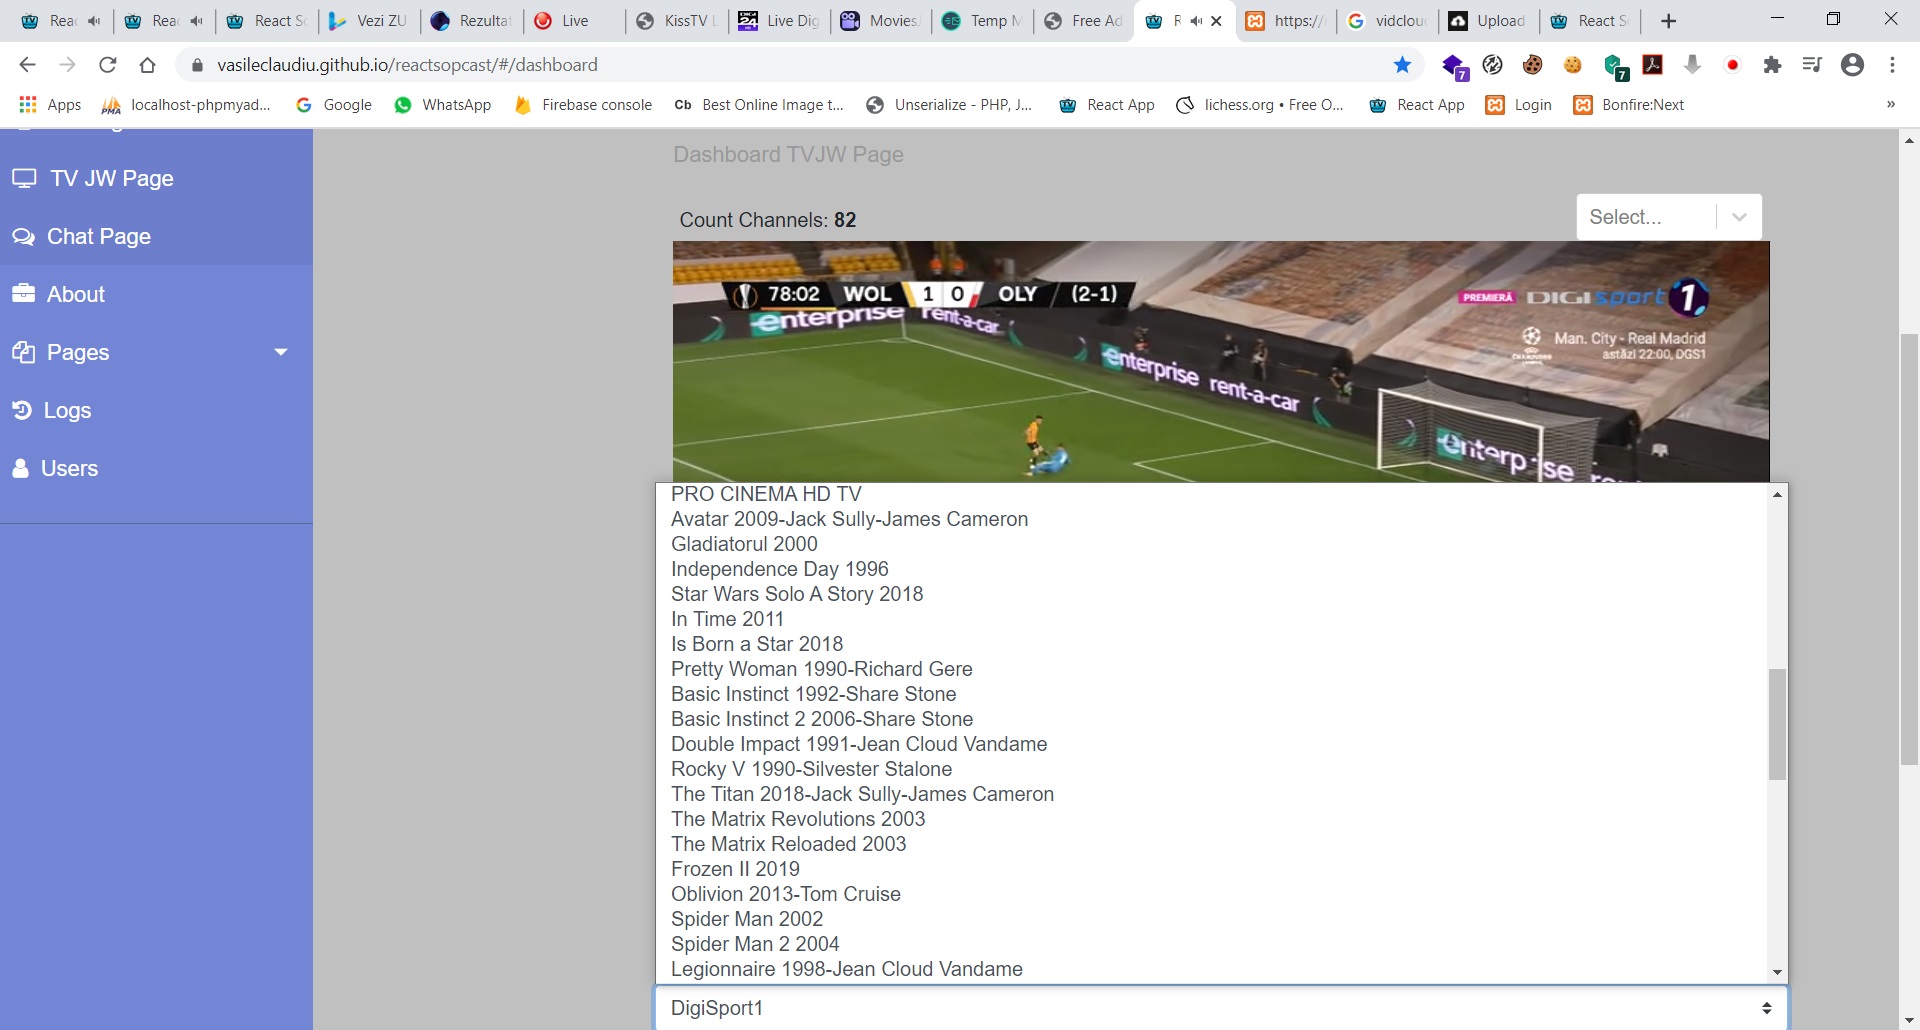 Reac
Reac
React Sc
Vezi ZU
Rezultat
Live
KissTV L
24
Live Dig
Movies.
Temp M
Free Ad
R
https://
vidclou
Upload
React Sc
vasileclaudiu.github.io/reactsopcast/#/dashboard
7
7
Apps
PMA
localhost-phpmyad...
Google
WhatsApp
Firebase console
Cb
Best Online Image t...
Unserialize - PHP, J...
React App
lichess.org • Free O...
React App
Login
Bonfire:Next
»
TV JW Page
Chat Page
About
Pages
Logs
Users
Dashboard TVJW Page
Count Channels: 82
Select...
78:02 WOL 1 0 OLY (2-1)
PREMIERĂ DIGI sport 1
Man. City - Real Madrid
astăzi 22:00, DGS1
enterprise rent-a-car
enterprise rent-a-car
enterprise
PRO CINEMA HD TV
Avatar 2009-Jack Sully-James Cameron
Gladiatorul 2000
Independence Day 1996
Star Wars Solo A Story 2018
In Time 2011
Is Born a Star 2018
Pretty Woman 1990-Richard Gere
Basic Instinct 1992-Share Stone
Basic Instinct 2 2006-Share Stone
Double Impact 1991-Jean Cloud Vandame
Rocky V 1990-Silvester Stalone
The Titan 2018-Jack Sully-James Cameron
The Matrix Revolutions 2003
The Matrix Reloaded 2003
Frozen II 2019
Oblivion 2013-Tom Cruise
Spider Man 2002
Spider Man 2 2004
Legionnaire 1998-Jean Cloud Vandame
DigiSport1